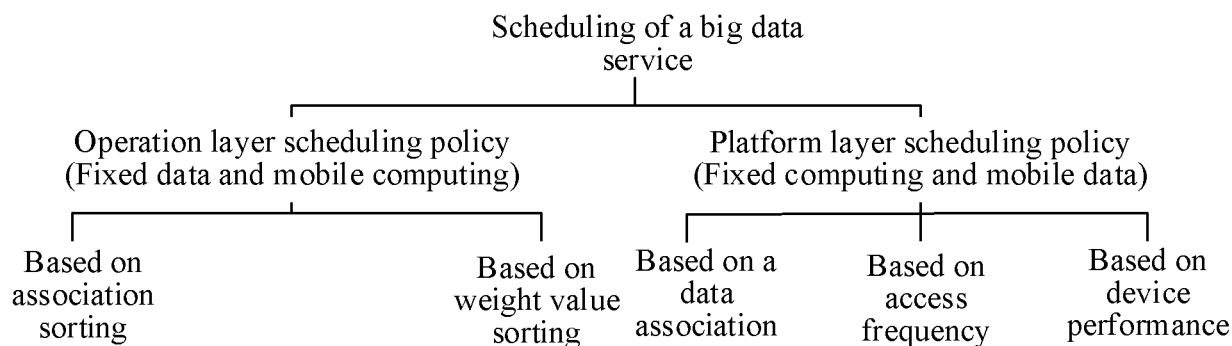 Scheduling of a big data
service
Operation layer scheduling policy
(Fixed data and mobile computing)
Platform layer scheduling policy
(Fixed computing and mobile data)
Based on
association
sorting
Based on
weight value
sorting
Based on a
data
association
Based on
access
frequency
Based on
device
performance